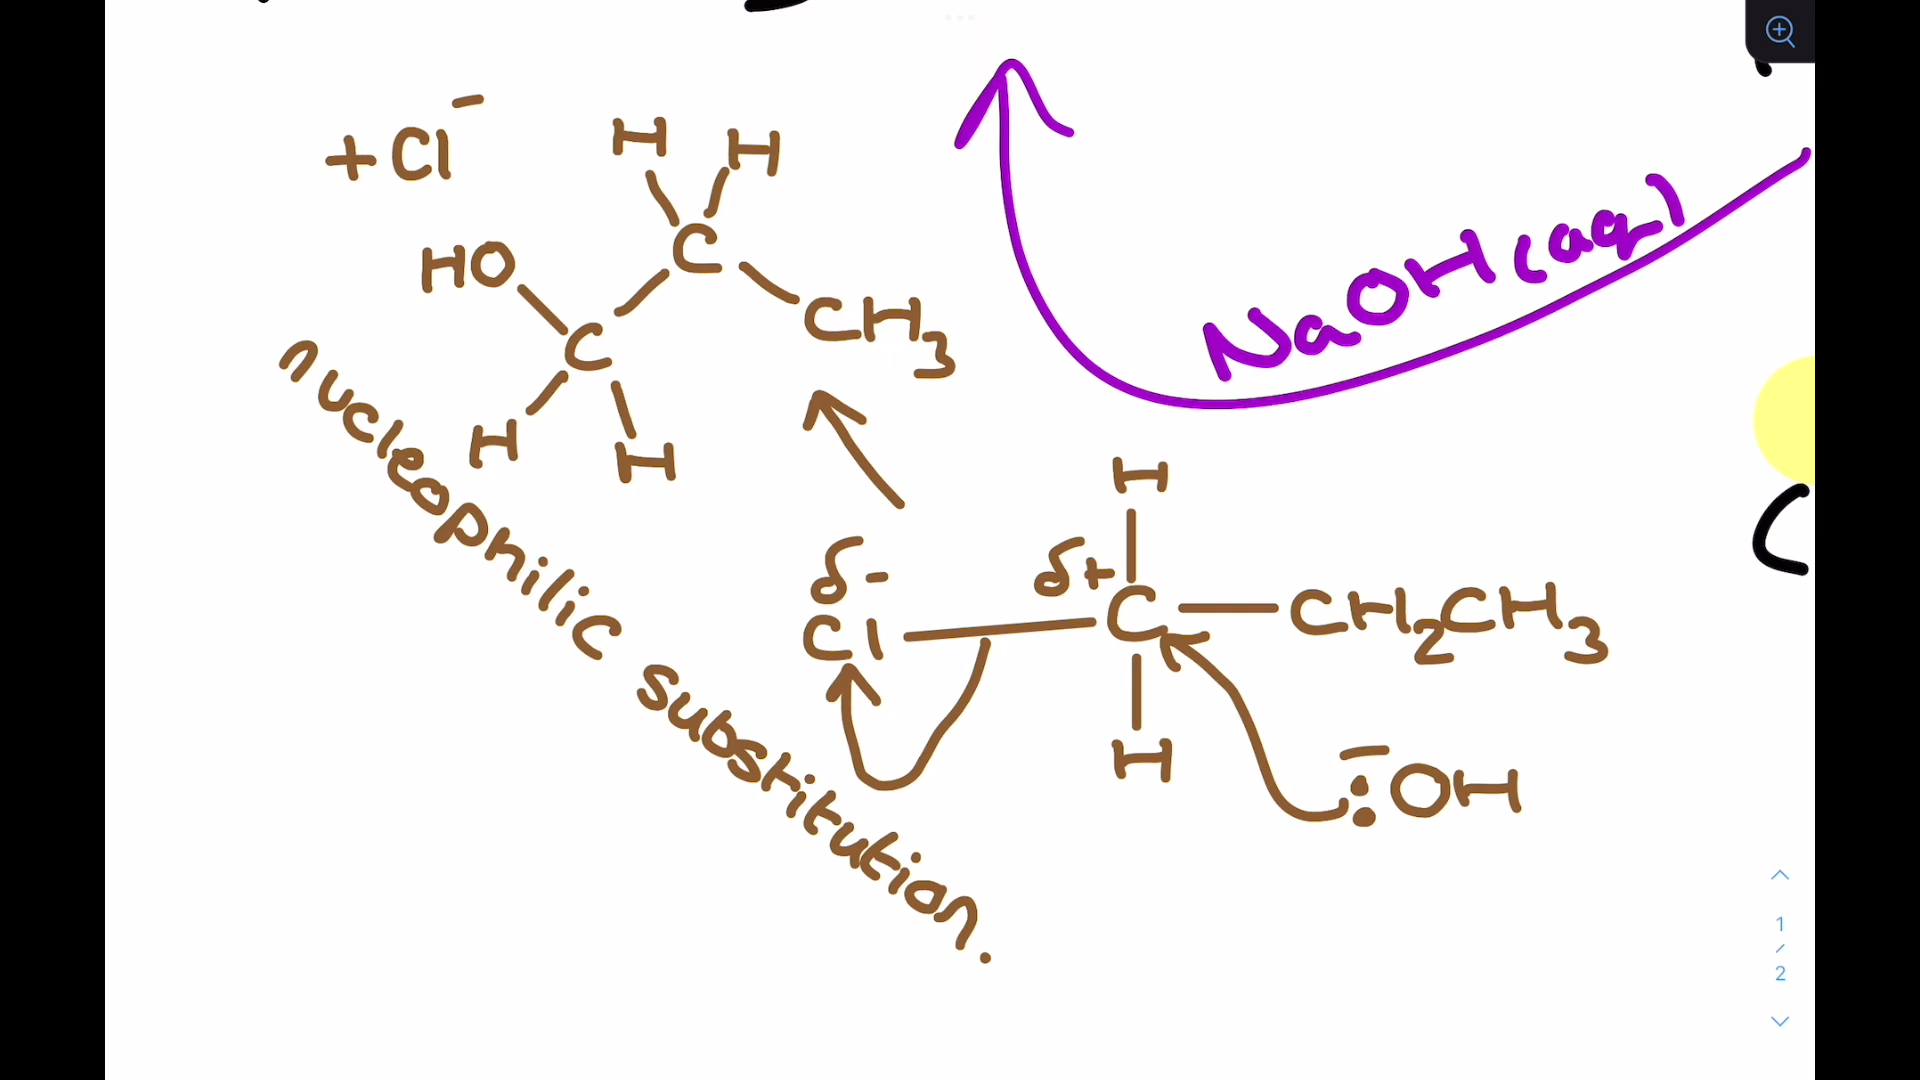 + Cl⁻
H H
C
HO
CH₃
C
H H
NaOH(aq)
nucleophilic substitution.
H
δ- δ+
Cl C CH₂CH₃
H
⁻:OH
1
/
2